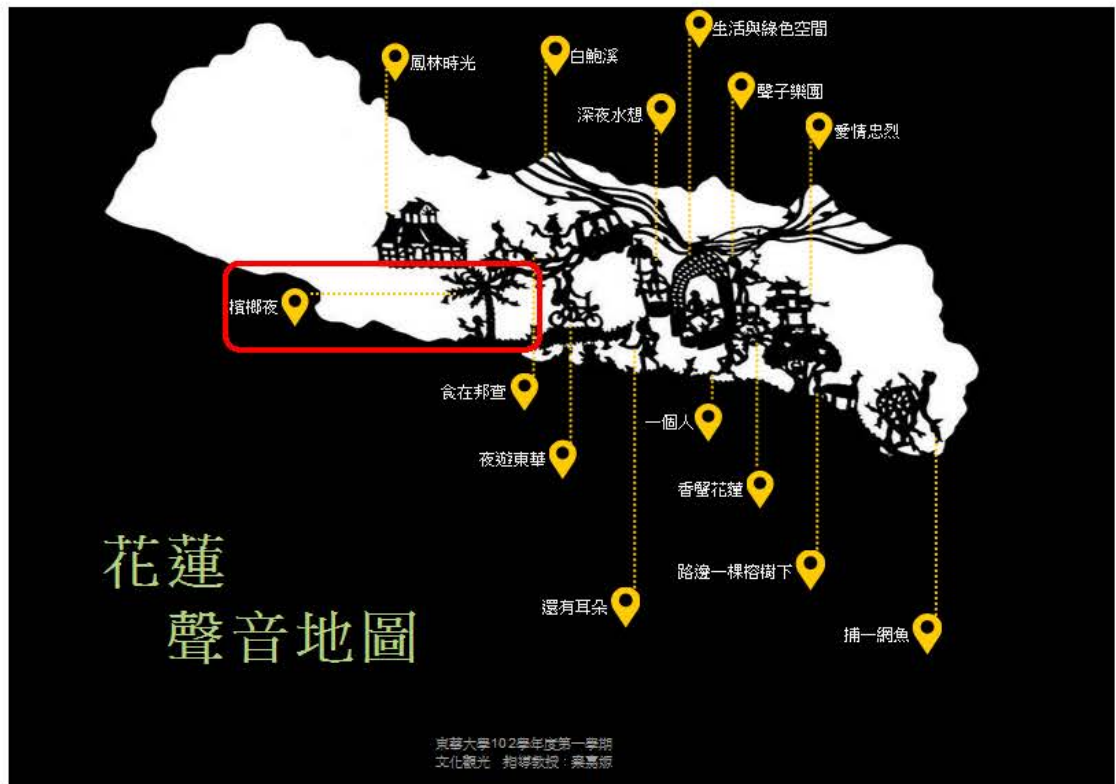 生活與綠色空間
鳳林時光
白鮑溪
聲子樂團
深夜水想
愛情忠烈
檳榔夜
食在邦查
一個人
夜遊東華
香蟹花蓮
路邊一棵榕樹下
還有耳朵
捕一網魚
花蓮
聲音地圖
東華大學102學年度第一學期
文化觀光 指導教授：